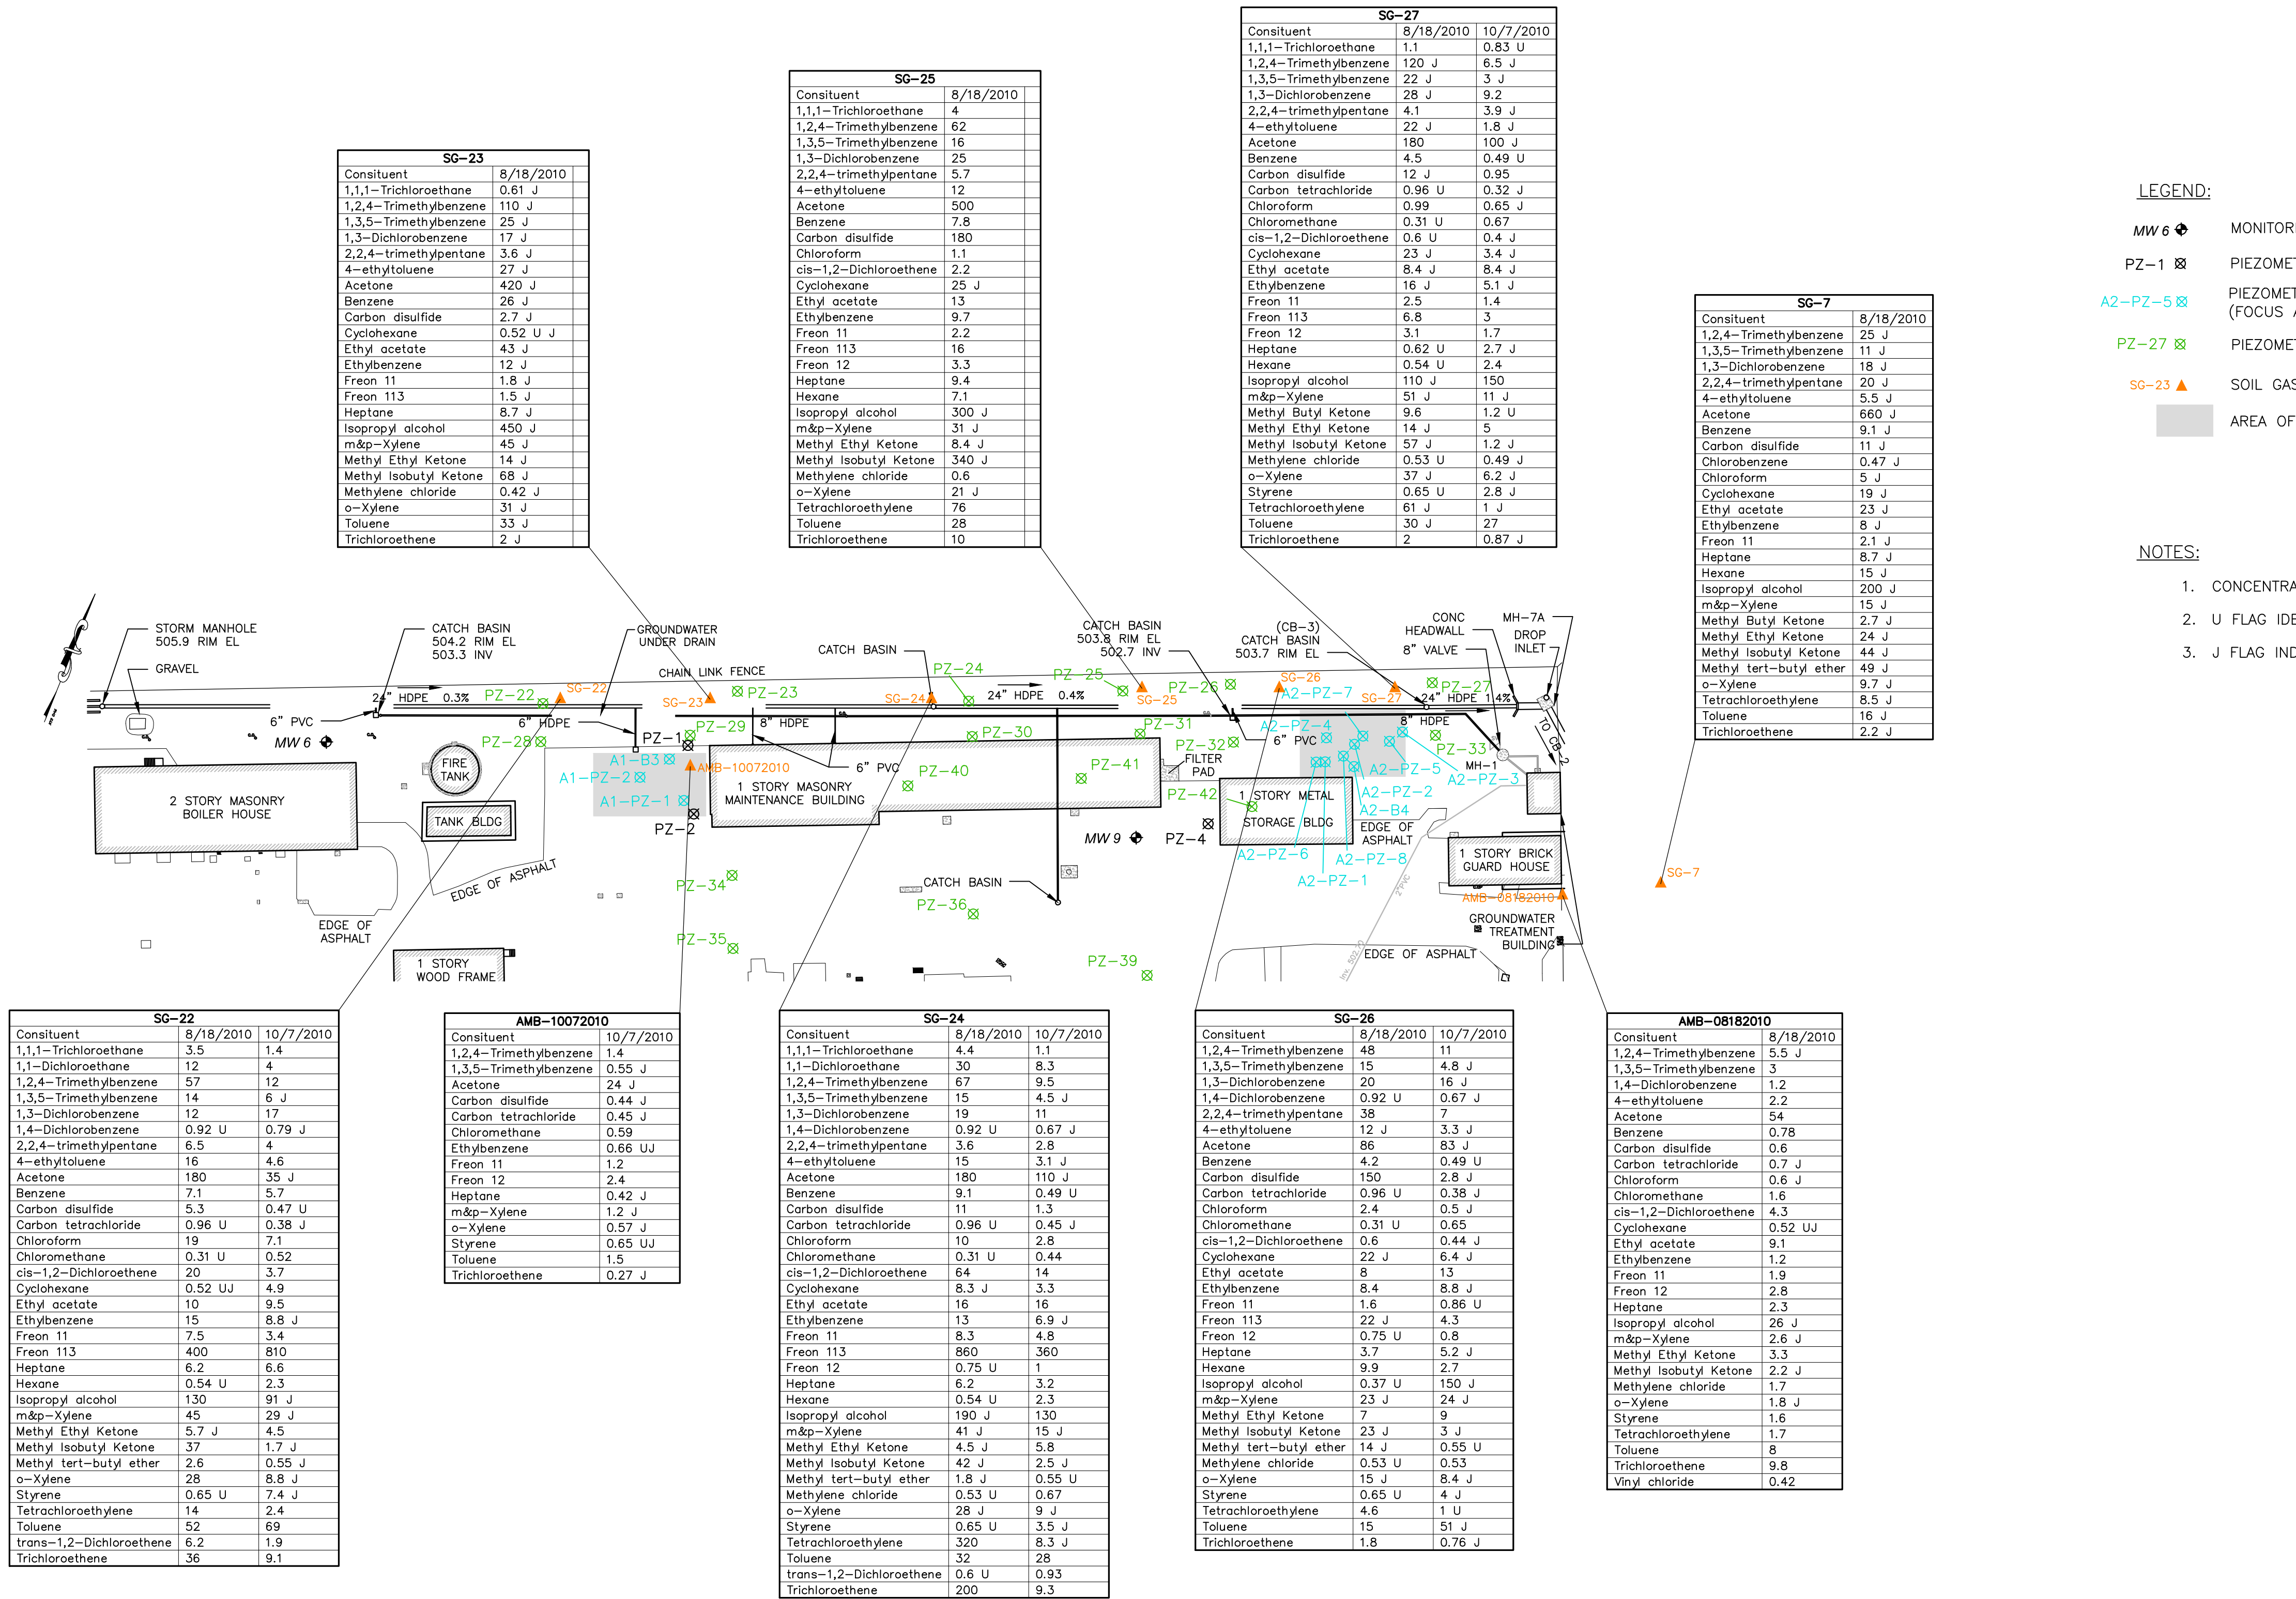 SG-27
Consituent 8/18/2010 10/7/2010
1,1,1-Trichloroethane 1.1 0.83 U
1,2,4-Trimethylbenzene 120 J 6.5 J
1,3,5-Trimethylbenzene 22 J 3 J
1,3-Dichlorobenzene 28 J 9.2
2,2,4-trimethylpentane 4.1 3.9 J
4-ethyltoluene 22 J 1.8 J
Acetone 180 100 J
Benzene 4.5 0.49 U
Carbon disulfide 12 J 0.95
Carbon tetrachloride 0.96 U 0.32 J
Chloroform 0.99 0.65 J
Chloromethane 0.31 U 0.67
cis-1,2-Dichloroethene 0.6 U 0.4 J
Cyclohexane 23 J 3.4 J
Ethyl acetate 8.4 J 8.4 J
Ethylbenzene 16 J 5.1 J
Freon 11 2.5 1.4
Freon 113 6.8 3
Freon 12 3.1 1.7
Heptane 0.62 U 2.7 J
Hexane 0.54 U 2.4
Isopropyl alcohol 110 J 150
m&p-Xylene 51 J 11 J
Methyl Butyl Ketone 9.6 1.2 U
Methyl Ethyl Ketone 14 J 5
Methyl Isobutyl Ketone 57 J 1.2 J
Methylene chloride 0.53 U 0.49 J
o-Xylene 37 J 6.2 J
Styrene 0.65 U 2.8 J
Tetrachloroethylene 61 J 1 J
Toluene 30 J 27
Trichloroethene 2 0.87 J
SG-25
Consituent 8/18/2010
1,1,1-Trichloroethane 4
1,2,4-Trimethylbenzene 62
1,3,5-Trimethylbenzene 16
1,3-Dichlorobenzene 25
2,2,4-trimethylpentane 5.7
4-ethyltoluene 12
Acetone 500
Benzene 7.8
Carbon disulfide 180
Chloroform 1.1
cis-1,2-Dichloroethene 2.2
Cyclohexane 25 J
Ethyl acetate 13
Ethylbenzene 9.7
Freon 11 2.2
Freon 113 16
Freon 12 3.3
Heptane 9.4
Hexane 7.1
Isopropyl alcohol 300 J
m&p-Xylene 31 J
Methyl Ethyl Ketone 8.4 J
Methyl Isobutyl Ketone 340 J
Methylene chloride 0.6
o-Xylene 21 J
Tetrachloroethylene 76
Toluene 28
Trichloroethene 10
SG-23
Consituent 8/18/2010
1,1,1-Trichloroethane 0.61 J
1,2,4-Trimethylbenzene 110 J
1,3,5-Trimethylbenzene 25 J
1,3-Dichlorobenzene 17 J
2,2,4-trimethylpentane 3.6 J
4-ethyltoluene 27 J
Acetone 420 J
Benzene 26 J
Carbon disulfide 2.7 J
Cyclohexane 0.52 U J
Ethyl acetate 43 J
Ethylbenzene 12 J
Freon 11 1.8 J
Freon 113 1.5 J
Heptane 8.7 J
Isopropyl alcohol 450 J
m&p-Xylene 45 J
Methyl Ethyl Ketone 14 J
Methyl Isobutyl Ketone 68 J
Methylene chloride 0.42 J
o-Xylene 31 J
Toluene 33 J
Trichloroethene 2 J
SG-7
Consituent 8/18/2010
1,2,4-Trimethylbenzene 25 J
1,3,5-Trimethylbenzene 11 J
1,3-Dichlorobenzene 18 J
2,2,4-trimethylpentane 20 J
4-ethyltoluene 5.5 J
Acetone 660 J
Benzene 9.1 J
Carbon disulfide 11 J
Chlorobenzene 0.47 J
Chloroform 5 J
Cyclohexane 19 J
Ethyl acetate 23 J
Ethylbenzene 8 J
Freon 11 2.1 J
Heptane 8.7 J
Hexane 15 J
Isopropyl alcohol 200 J
m&p-Xylene 15 J
Methyl Butyl Ketone 2.7 J
Methyl Ethyl Ketone 24 J
Methyl Isobutyl Ketone 44 J
Methyl tert-butyl ether 49 J
o-Xylene 9.7 J
Tetrachloroethylene 8.5 J
Toluene 16 J
Trichloroethene 2.2 J
LEGEND:
MW 6 MONITOR
PZ-1 PIEZOMET
A2-PZ-5 PIEZOMET
(FOCUS A
PZ-27 PIEZOMET
SG-23 SOIL GAS
AREA OF
NOTES:
1. CONCENTRA
2. U FLAG IDE
3. J FLAG IND
STORM MANHOLE
505.9 RIM EL
GRAVEL
CATCH BASIN
504.2 RIM EL
503.3 INV
GROUNDWATER
UNDER DRAIN
CHAIN LINK FENCE
CATCH BASIN
CATCH BASIN
503.8 RIM EL
502.7 INV
(CB-3)
CATCH BASIN
503.7 RIM EL
CONC
HEADWALL
8" VALVE
MH-7A
DROP
INLET
24" HDPE 0.3%
PZ-22
SG-22
SG-23
PZ-23
SG-24
PZ-24
24" HDPE 0.4%
PZ-25
SG-25
PZ-26
SG-26
A2-PZ-7
SG-27
PZ-27
24" HDPE 1.4%
TO CB-2
6" PVC
MW 6
6" HDPE
PZ-28
PZ-1
PZ-29
8" HDPE
PZ-30
PZ-31
PZ-32
6" PVC
A2-PZ-4
8" HDPE
PZ-33
MH-1
FIRE
TANK
A1-B3
A1-PZ-2
A1-PZ-1
AMB-10072010
6" PVC
PZ-40
PZ-41
FILTER
PAD
A2-PZ-5
A2-PZ-3
A2-PZ-2
A2-B4
2 STORY MASONRY
BOILER HOUSE
TANK BLDG
PZ-2
1 STORY MASONRY
MAINTENANCE BUILDING
PZ-42
1 STORY METAL
STORAGE BLDG
EDGE OF
ASPHALT
MW 9
PZ-4
A2-PZ-6
A2-PZ-8
A2-PZ-1
2"PVC
1 STORY BRICK
GUARD HOUSE
SG-7
AMB-08182010
EDGE OF ASPHALT
PZ-34
CATCH BASIN
PZ-36
EDGE OF
ASPHALT
PZ-35
GROUNDWATER
TREATMENT
BUILDING
1 STORY
WOOD FRAME
PZ-39
Inv. 502.70
EDGE OF ASPHALT
SG-22
Consituent 8/18/2010 10/7/2010
1,1,1-Trichloroethane 3.5 1.4
1,1-Dichloroethane 12 4
1,2,4-Trimethylbenzene 57 12
1,3,5-Trimethylbenzene 14 6 J
1,3-Dichlorobenzene 12 17
1,4-Dichlorobenzene 0.92 U 0.79 J
2,2,4-trimethylpentane 6.5 4
4-ethyltoluene 16 4.6
Acetone 180 35 J
Benzene 7.1 5.7
Carbon disulfide 5.3 0.47 U
Carbon tetrachloride 0.96 U 0.38 J
Chloroform 19 7.1
Chloromethane 0.31 U 0.52
cis-1,2-Dichloroethene 20 3.7
Cyclohexane 0.52 UJ 4.9
Ethyl acetate 10 9.5
Ethylbenzene 15 8.8 J
Freon 11 7.5 3.4
Freon 113 400 810
Heptane 6.2 6.6
Hexane 0.54 U 2.3
Isopropyl alcohol 130 91 J
m&p-Xylene 45 29 J
Methyl Ethyl Ketone 5.7 J 4.5
Methyl Isobutyl Ketone 37 1.7 J
Methyl tert-butyl ether 2.6 0.55 J
o-Xylene 28 8.8 J
Styrene 0.65 U 7.4 J
Tetrachloroethylene 14 2.4
Toluene 52 69
trans-1,2-Dichloroethene 6.2 1.9
Trichloroethene 36 9.1
AMB-10072010
Consituent 10/7/2010
1,2,4-Trimethylbenzene 1.4
1,3,5-Trimethylbenzene 0.55 J
Acetone 24 J
Carbon disulfide 0.44 J
Carbon tetrachloride 0.45 J
Chloromethane 0.59
Ethylbenzene 0.66 UJ
Freon 11 1.2
Freon 12 2.4
Heptane 0.42 J
m&p-Xylene 1.2 J
o-Xylene 0.57 J
Styrene 0.65 UJ
Toluene 1.5
Trichloroethene 0.27 J
SG-24
Consituent 8/18/2010 10/7/2010
1,1,1-Trichloroethane 4.4 1.1
1,1-Dichloroethane 30 8.3
1,2,4-Trimethylbenzene 67 9.5
1,3,5-Trimethylbenzene 15 4.5 J
1,3-Dichlorobenzene 19 11
1,4-Dichlorobenzene 0.92 U 0.67 J
2,2,4-trimethylpentane 3.6 2.8
4-ethyltoluene 15 3.1 J
Acetone 180 110 J
Benzene 9.1 0.49 U
Carbon disulfide 11 1.3
Carbon tetrachloride 0.96 U 0.45 J
Chloroform 10 2.8
Chloromethane 0.31 U 0.44
cis-1,2-Dichloroethene 64 14
Cyclohexane 8.3 J 3.3
Ethyl acetate 16 16
Ethylbenzene 13 6.9 J
Freon 11 8.3 4.8
Freon 113 860 360
Freon 12 0.75 U 1
Heptane 6.2 3.2
Hexane 0.54 U 2.3
Isopropyl alcohol 190 J 130
m&p-Xylene 41 J 15 J
Methyl Ethyl Ketone 4.5 J 5.8
Methyl Isobutyl Ketone 42 J 2.5 J
Methyl tert-butyl ether 1.8 J 0.55 U
Methylene chloride 0.53 U 0.67
o-Xylene 28 J 9 J
Styrene 0.65 U 3.5 J
Tetrachloroethylene 320 8.3 J
Toluene 32 28
trans-1,2-Dichloroethene 0.6 U 0.93
Trichloroethene 200 9.3
SG-26
Consituent 8/18/2010 10/7/2010
1,2,4-Trimethylbenzene 48 11
1,3,5-Trimethylbenzene 15 4.8 J
1,3-Dichlorobenzene 20 16 J
1,4-Dichlorobenzene 0.92 U 0.67 J
2,2,4-trimethylpentane 38 7
4-ethyltoluene 12 J 3.3 J
Acetone 86 83 J
Benzene 4.2 0.49 U
Carbon disulfide 150 2.8 J
Carbon tetrachloride 0.96 U 0.38 J
Chloroform 2.4 0.5 J
Chloromethane 0.31 U 0.65
cis-1,2-Dichloroethene 0.6 0.44 J
Cyclohexane 22 J 6.4 J
Ethyl acetate 8 13
Ethylbenzene 8.4 8.8 J
Freon 11 1.6 0.86 U
Freon 113 22 J 4.3
Freon 12 0.75 U 0.8
Heptane 3.7 5.2 J
Hexane 9.9 2.7
Isopropyl alcohol 0.37 U 150 J
m&p-Xylene 23 J 24 J
Methyl Ethyl Ketone 7 9
Methyl Isobutyl Ketone 23 J 3 J
Methyl tert-butyl ether 14 J 0.55 U
Methylene chloride 0.53 U 0.53
o-Xylene 15 J 8.4 J
Styrene 0.65 U 4 J
Tetrachloroethylene 4.6 1 U
Toluene 15 51 J
Trichloroethene 1.8 0.76 J
AMB-08182010
Consituent 8/18/2010
1,2,4-Trimethylbenzene 5.5 J
1,3,5-Trimethylbenzene 3
1,4-Dichlorobenzene 1.2
4-ethyltoluene 2.2
Acetone 54
Benzene 0.78
Carbon disulfide 0.6
Carbon tetrachloride 0.7 J
Chloroform 0.6 J
Chloromethane 1.6
cis-1,2-Dichloroethene 4.3
Cyclohexane 0.52 UJ
Ethyl acetate 9.1
Ethylbenzene 1.2
Freon 11 1.9
Freon 12 2.8
Heptane 2.3
Isopropyl alcohol 26 J
m&p-Xylene 2.6 J
Methyl Ethyl Ketone 3.3
Methyl Isobutyl Ketone 2.2 J
Methylene chloride 1.7
o-Xylene 1.8 J
Styrene 1.6
Tetrachloroethylene 1.7
Toluene 8
Trichloroethene 9.8
Vinyl chloride 0.42